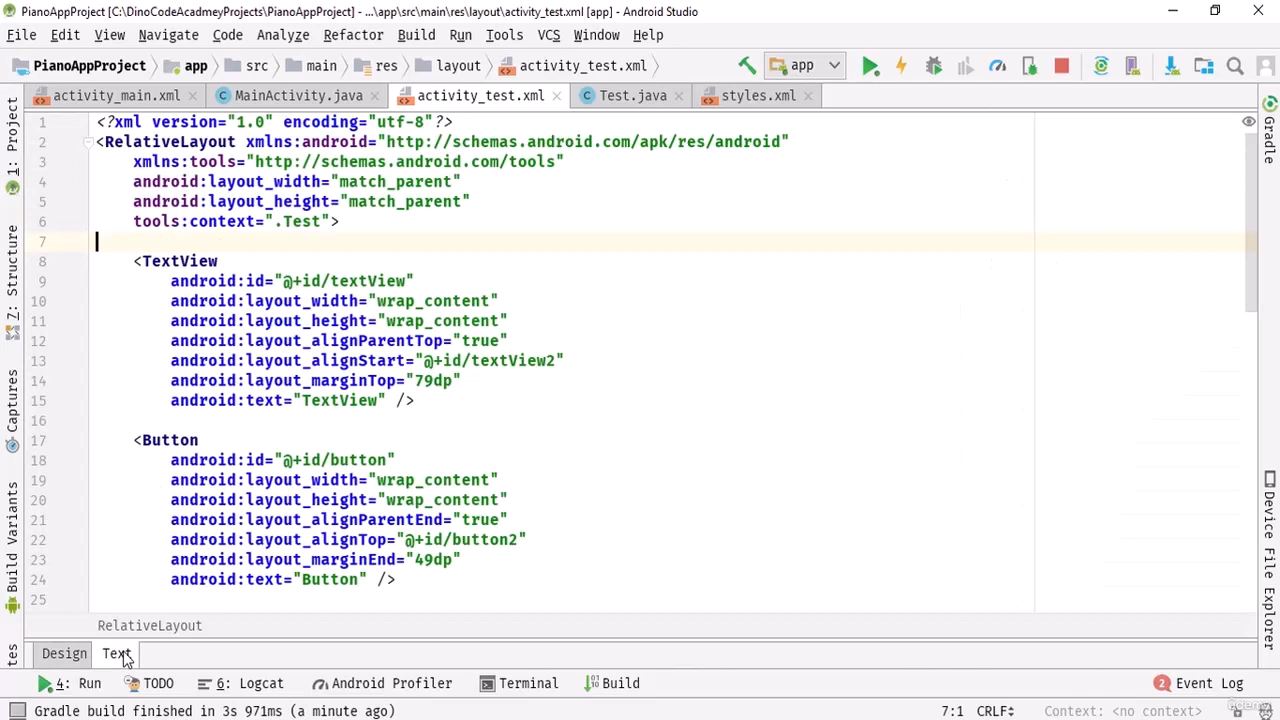 PianoAppProject [C:\DinoCodeAcadmeyProjects\PianoAppProject] - ...\app\src\main\res\layout\activity_test.xml [app] - Android Studio
File Edit View Navigate Code Analyze Refactor Build Run Tools VCS Window Help
PianoAppProject app src main res layout activity_test.xml app
activity_main.xml MainActivity.java activity_test.xml Test.java styles.xml
1 <?xml version="1.0" encoding="utf-8"?>
2 <RelativeLayout xmlns:android="http://schemas.android.com/apk/res/android"
3 xmlns:tools="http://schemas.android.com/tools"
4 android:layout_width="match_parent"
5 android:layout_height="match_parent"
6 tools:context=".Test">
7
8 <TextView
9 android:id="@+id/textView"
10 android:layout_width="wrap_content"
11 android:layout_height="wrap_content"
12 android:layout_alignParentTop="true"
13 android:layout_alignStart="@+id/textView2"
14 android:layout_marginTop="79dp"
15 android:text="TextView" />
16
17 <Button
18 android:id="@+id/button"
19 android:layout_width="wrap_content"
20 android:layout_height="wrap_content"
21 android:layout_alignParentEnd="true"
22 android:layout_alignTop="@+id/button2"
23 android:layout_marginEnd="49dp"
24 android:text="Button" />
25
RelativeLayout
Design Text
4: Run TODO 6: Logcat Android Profiler Terminal Build 2 Event Log
Gradle build finished in 3s 971ms (a minute ago) 7:1 CRLF Context: <no context>
1: Project
7: Structure
Captures
Build Variants
Gradle
Device File Explorer